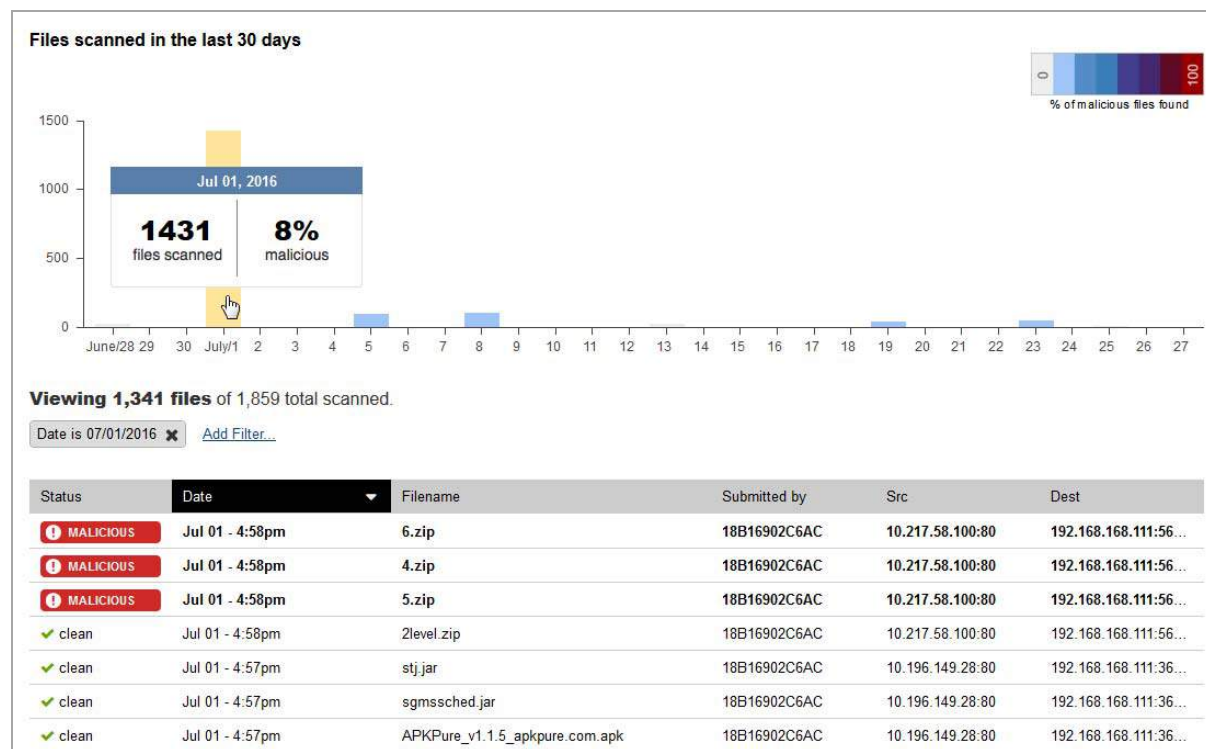 Files scanned in the last 30 days
0 100
% of malicious files found
1500
1000
500
0
Jul 01, 2016
1431 8%
files scanned malicious
June/28 29 30 July/1 2 3 4 5 6 7 8 9 10 11 12 13 14 15 16 17 18 19 20 21 22 23 24 25 26 27
Viewing 1,341 files of 1,859 total scanned.
Date is 07/01/2016 Add Filter...
Status Date Filename Submitted by Src Dest
MALICIOUS Jul 01 - 4:58pm 6.zip 18B16902C6AC 10.217.58.100:80 192.168.168.111:56...
MALICIOUS Jul 01 - 4:58pm 4.zip 18B16902C6AC 10.217.58.100:80 192.168.168.111:56...
MALICIOUS Jul 01 - 4:58pm 5.zip 18B16902C6AC 10.217.58.100:80 192.168.168.111:56...
clean Jul 01 - 4:58pm 2level.zip 18B16902C6AC 10.217.58.100:80 192.168.168.111:56...
clean Jul 01 - 4:57pm stj.jar 18B16902C6AC 10.196.149.28:80 192.168.168.111:36...
clean Jul 01 - 4:57pm sgmssched.jar 18B16902C6AC 10.196.149.28:80 192.168.168.111:36...
clean Jul 01 - 4:57pm APKPure_v1.1.5_apkpure.com.apk 18B16902C6AC 10.196.149.28:80 192.168.168.111:36...